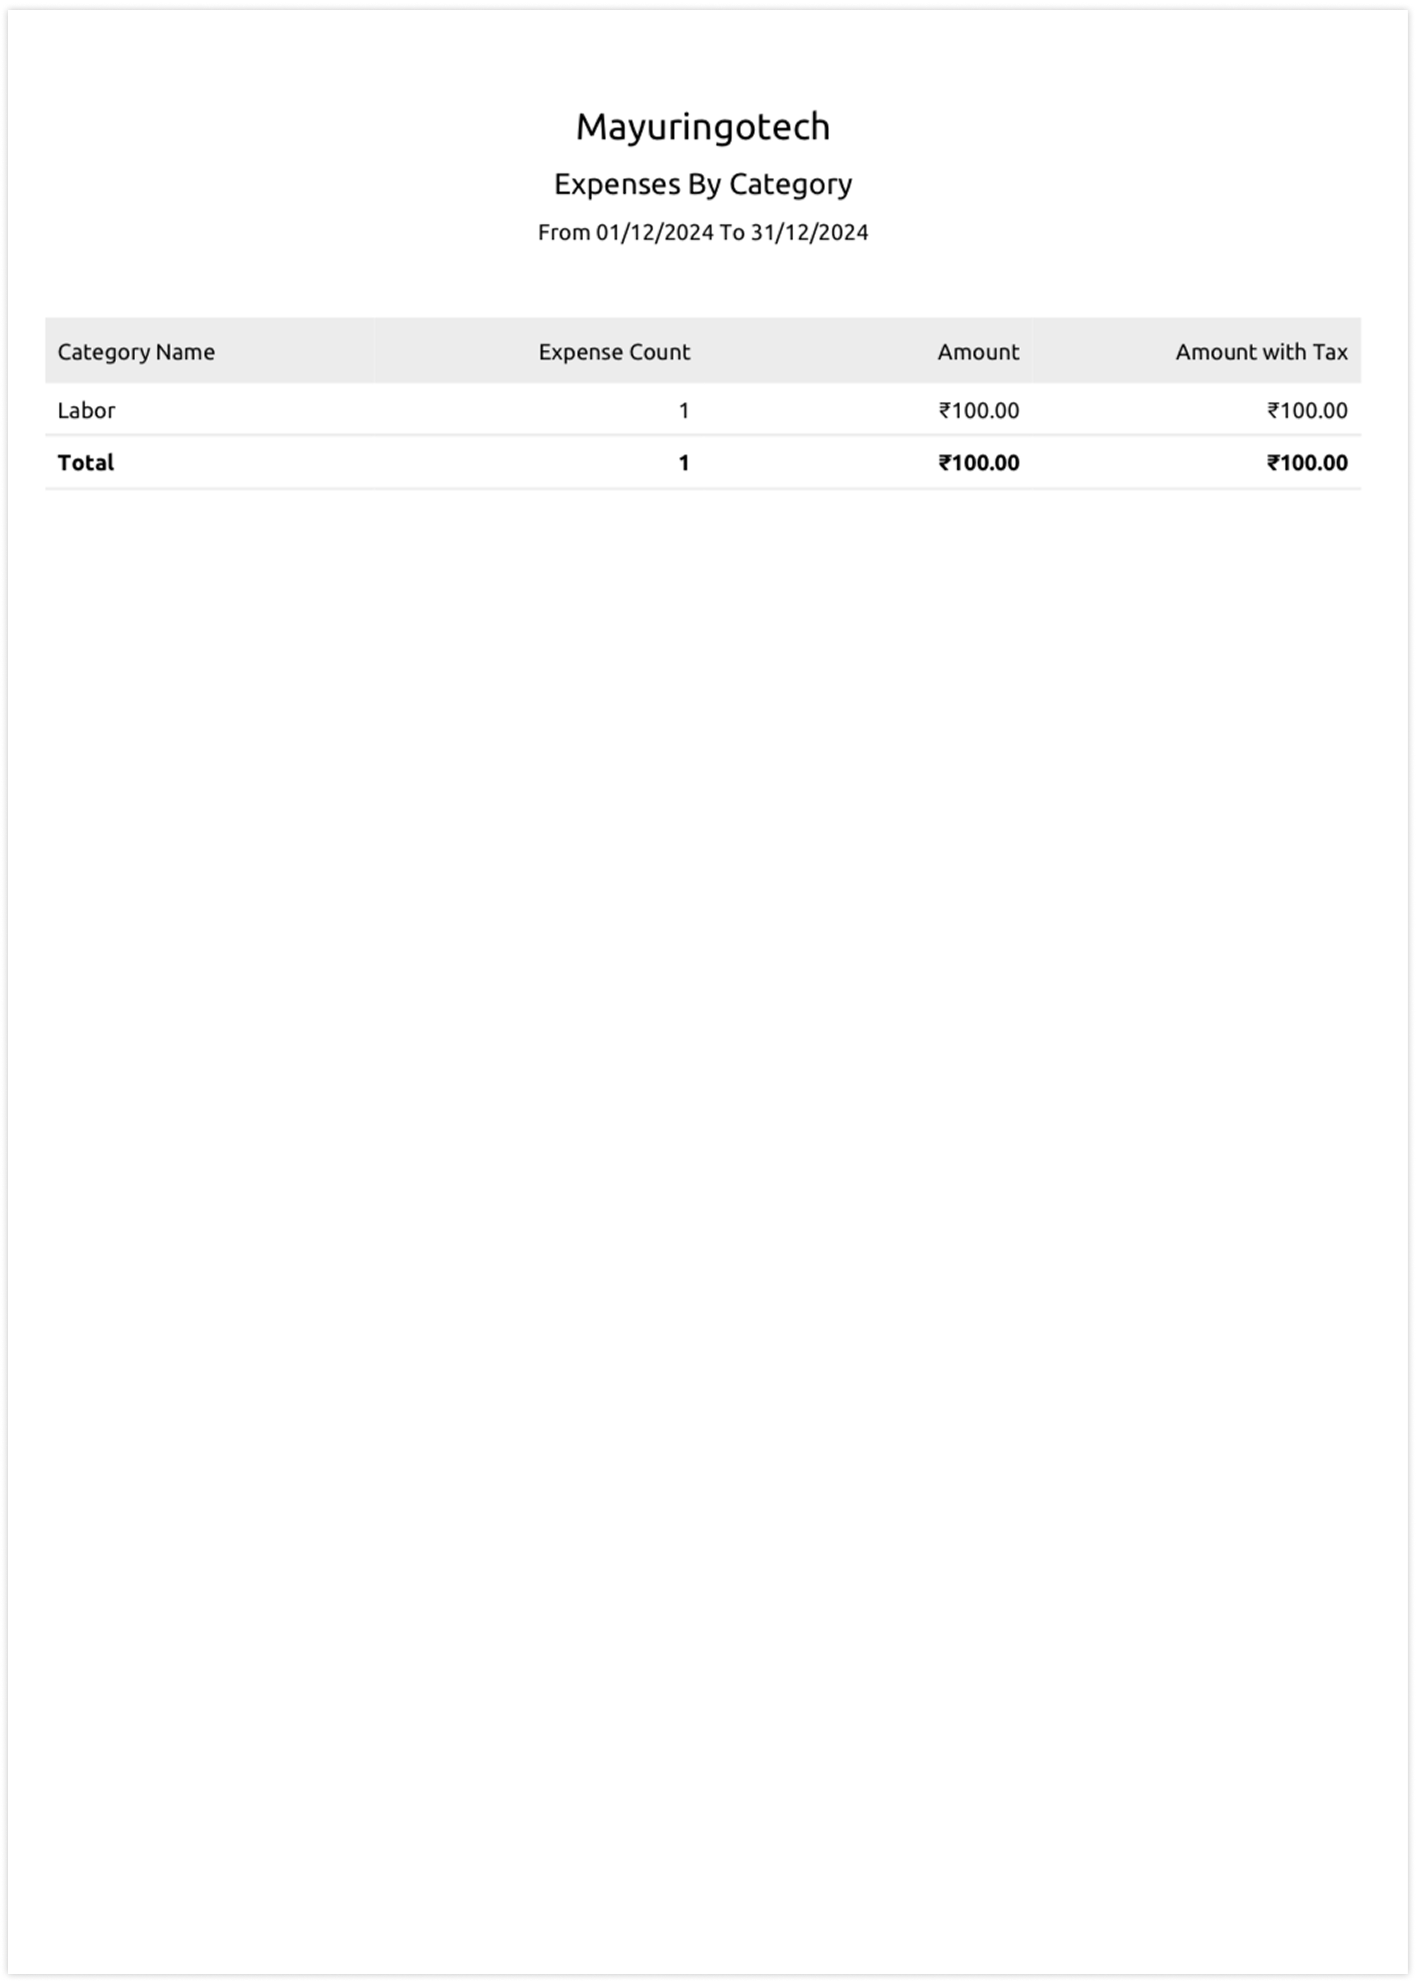 Mayuringotech
Expenses By Category
From 01/12/2024 To 31/12/2024
Category Name Expense Count Amount Amount with Tax
Labor 1 ₹100.00 ₹100.00
Total 1 ₹100.00 ₹100.00